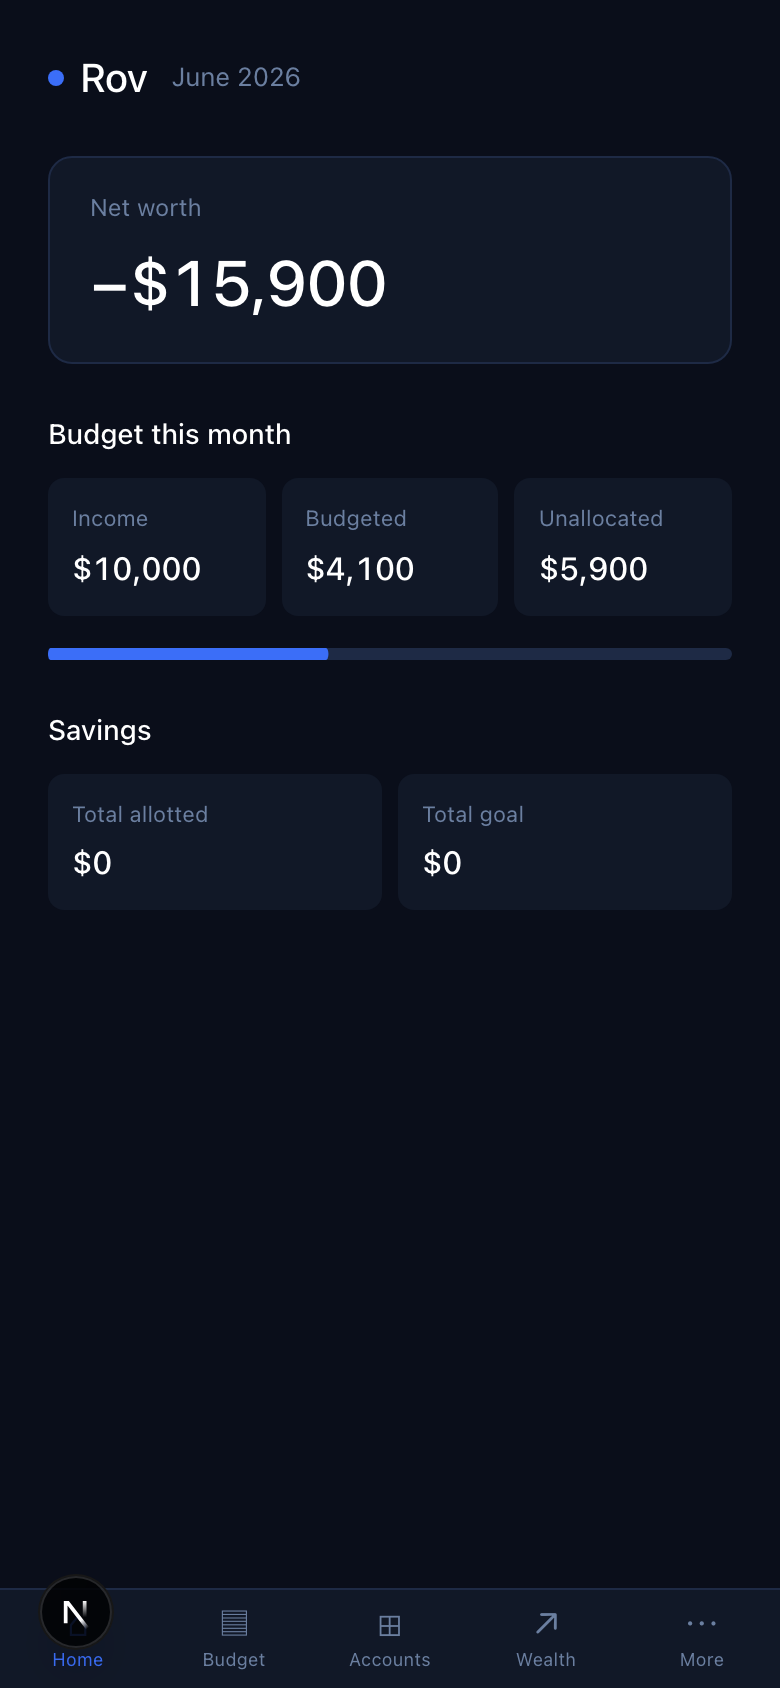 Rov June 2026
Net worth
−$15,900
Budget this month
Income Budgeted Unallocated
$10,000 $4,100 $5,900
Savings
Total allotted Total goal
$0 $0
N
Home Budget Accounts Wealth More